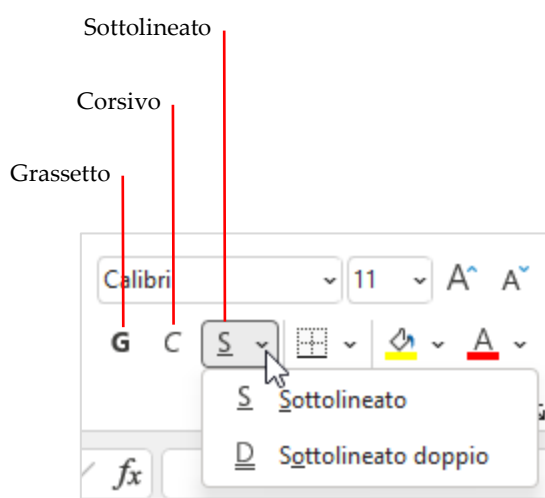 Sottolineato
Corsivo
Grassetto
Calibri 11 A A
G C S A
S Sottolineato
D Sottolineato doppio
fx